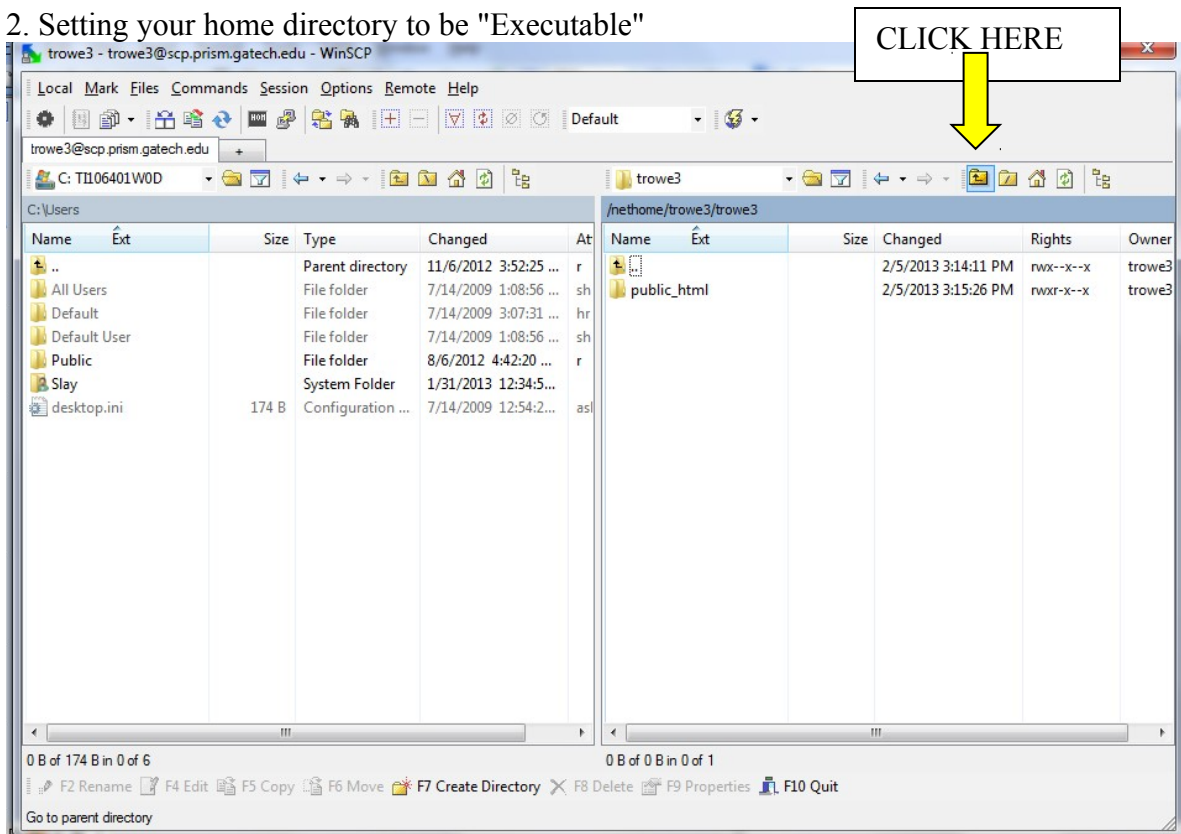 2. Setting your home directory to be "Executable"
CLICK HERE
trowe3 - trowe3@scp.prism.gatech.edu - WinSCP
Local Mark Files Commands Session Options Remote Help
Default
trowe3@scp.prism.gatech.edu +
C: TI106401W0D
trowe3
C:\Users
/nethome/trowe3/trowe3
Name Ext Size Type Changed At
Name Ext Size Changed Rights Owner
.. Parent directory 11/6/2012 3:52:25 ... r
.. 2/5/2013 3:14:11 PM rwx--x--x trowe3
All Users File folder 7/14/2009 1:08:56 ... sh
public_html 2/5/2013 3:15:26 PM rwxr-x--x trowe3
Default File folder 7/14/2009 3:07:31 ... hr
Default User File folder 7/14/2009 1:08:56 ... sh
Public File folder 8/6/2012 4:42:20 ... r
Slay System Folder 1/31/2013 12:34:5...
desktop.ini 174 B Configuration ... 7/14/2009 12:54:2... asl
0 B of 174 B in 0 of 6
0 B of 0 B in 0 of 1
F2 Rename F4 Edit F5 Copy F6 Move F7 Create Directory F8 Delete F9 Properties F10 Quit
Go to parent directory